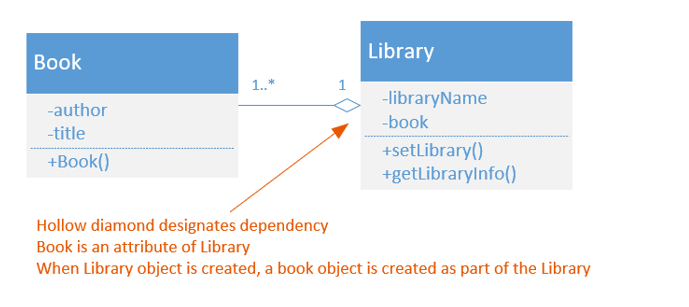 Book
-author
-title
+Book()
1..*
1
Library
-libraryName
-book
+setLibrary()
+getLibraryInfo()
Hollow diamond designates dependency
Book is an attribute of Library
When Library object is created, a book object is created as part of the Library